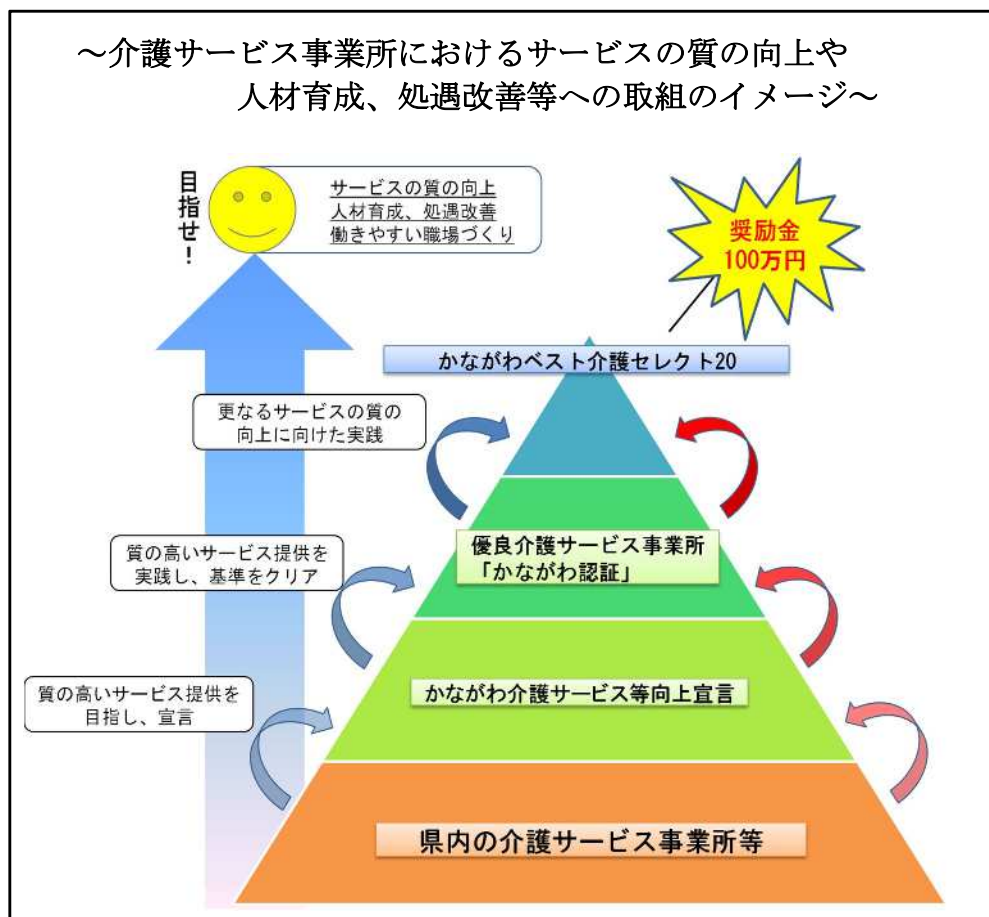 ～介護サービス事業所におけるサービスの質の向上や
人材育成、処遇改善等への取組のイメージ～
目指せ！
サービスの質の向上
人材育成、処遇改善
働きやすい職場づくり
奨励金
100万円
かながわベスト介護セレクト20
更なるサービスの質の
向上に向けた実践
優良介護サービス事業所
「かながわ認証」
質の高いサービス提供を
実践し、基準をクリア
かながわ介護サービス等向上宣言
質の高いサービス提供を
目指し、宣言
県内の介護サービス事業所等